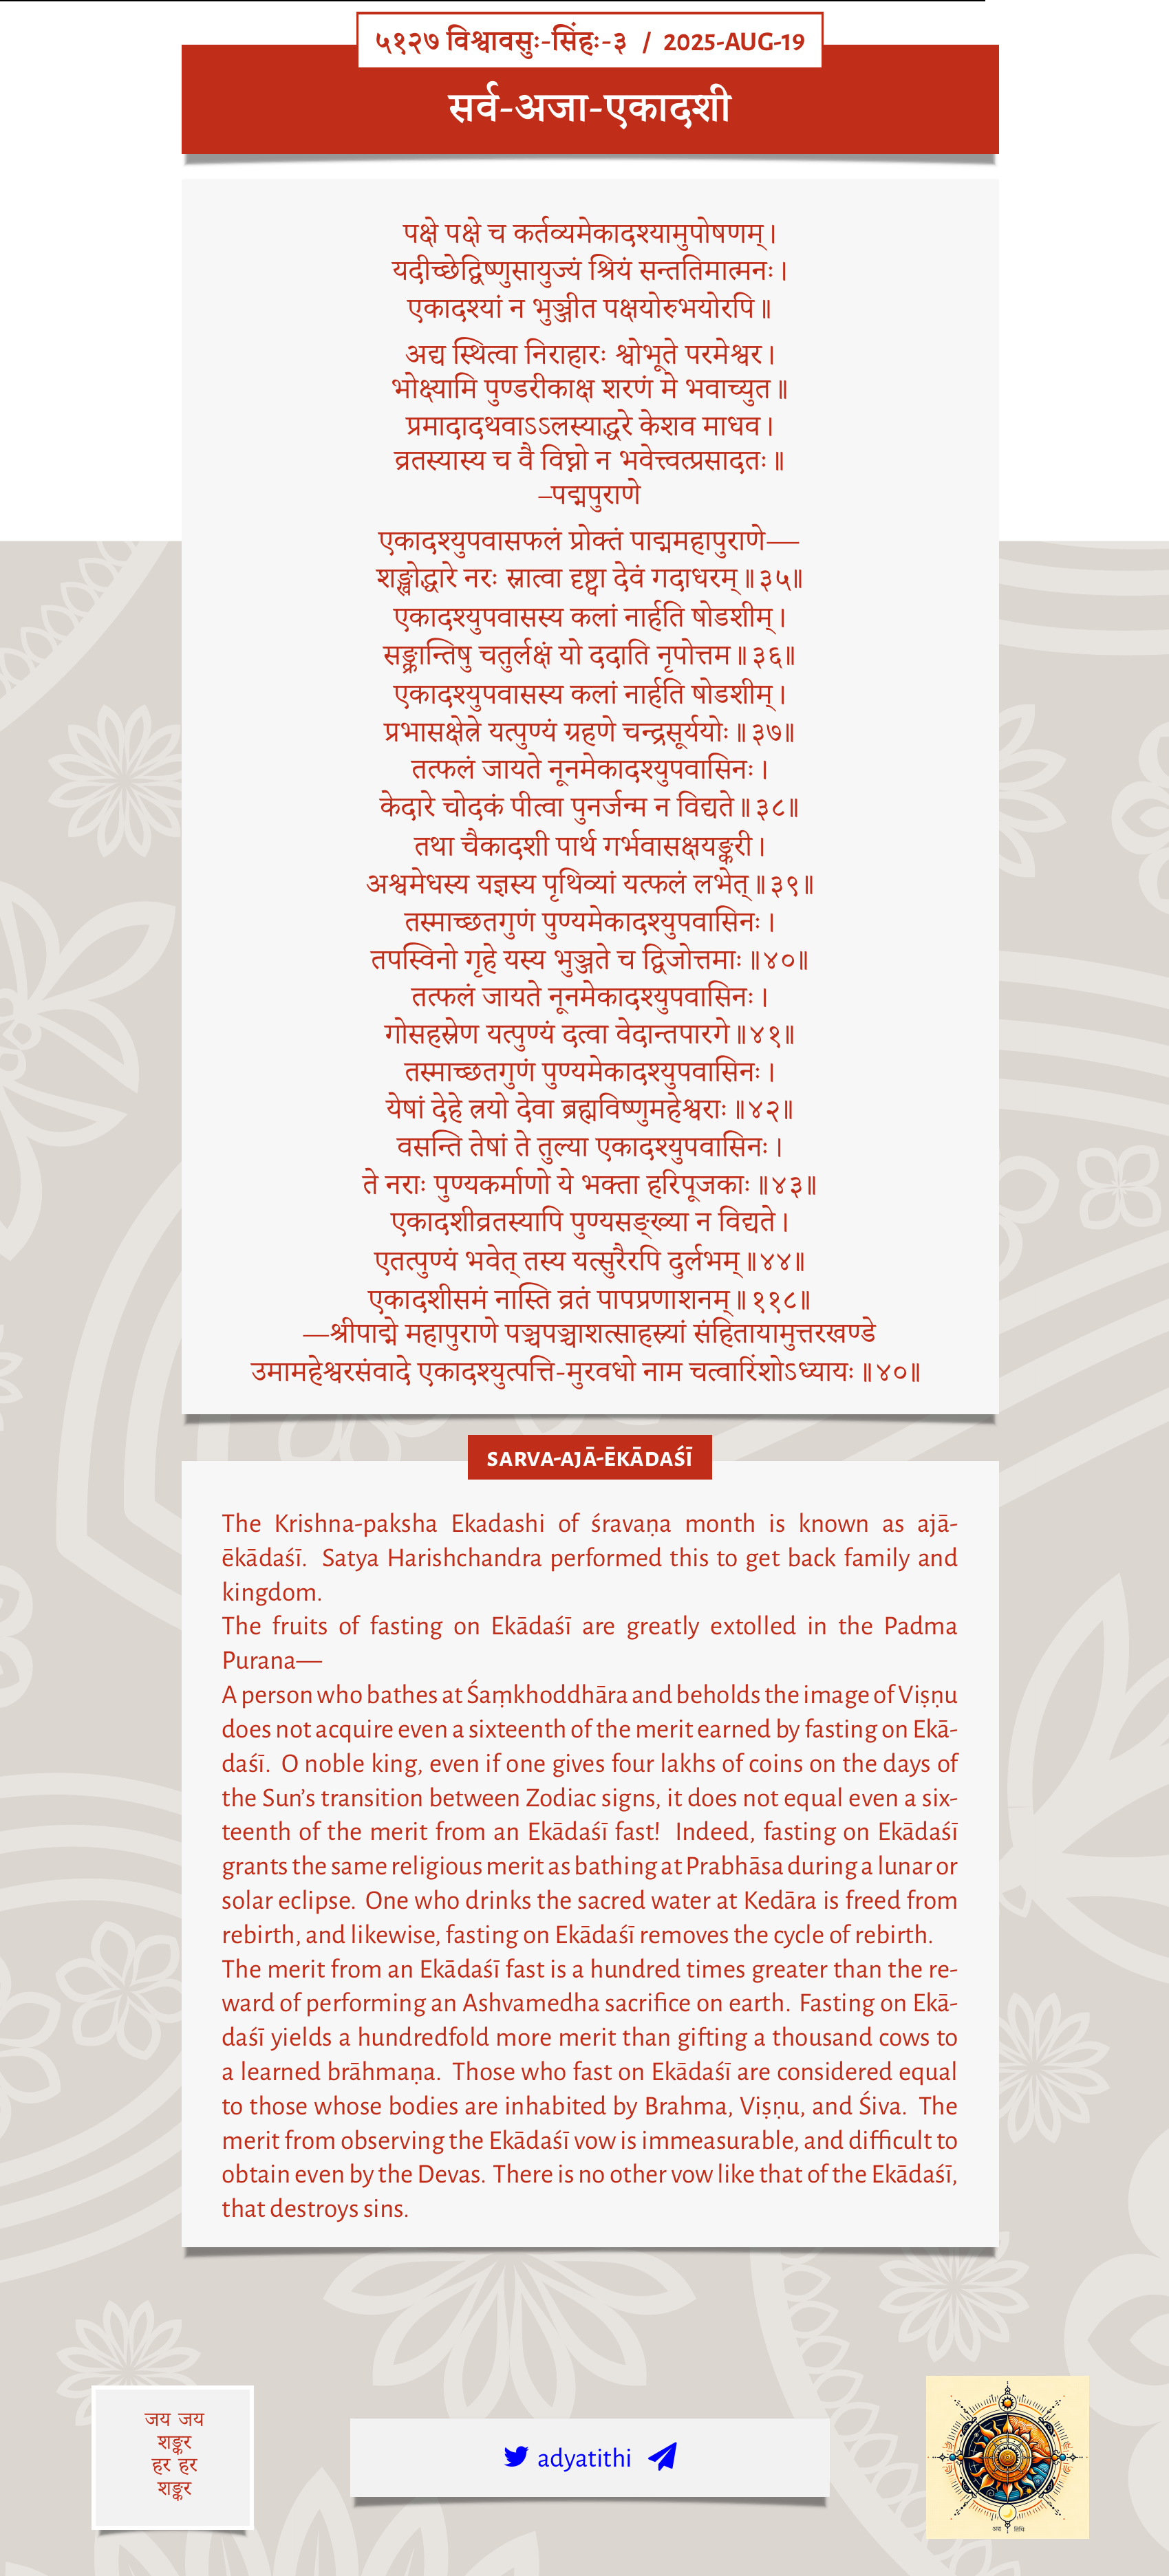 ५१२७ विश्वावसुः-सिंहः-३ / 2025-AUG-19
सर्व-अजा-एकादशी
पक्षे पक्षे च कर्तव्यमेकादश्यामुपोषणम्।
यदीच्छेद्विष्णुसायुज्यं श्रियं सन्ततिमात्मनः।
एकादश्यां न भुञ्जीत पक्षयोरुभयोरपि॥
अद्य स्थित्वा निराहारः श्वोभूते परमेश्वर।
भोक्ष्यामि पुण्डरीकाक्ष शरणं मे भवाच्युत॥
प्रमादादथवाऽऽलस्याद्धरे केशव माधव।
व्रतस्यास्य च वै विघ्नो न भवेत्त्वत्प्रसादतः॥
–पद्मपुराणे
एकादश्युपवासफलं प्रोक्तं पाद्ममहापुराणे—
शङ्खोद्धारे नरः स्नात्वा दृष्ट्वा देवं गदाधरम्॥३५॥
एकादश्युपवासस्य कलां नार्हति षोडशीम्।
सङ्क्रान्तिषु चतुर्लक्षं यो ददाति नृपोत्तम॥३६॥
एकादश्युपवासस्य कलां नार्हति षोडशीम्।
प्रभासक्षेत्रे यत्पुण्यं ग्रहणे चन्द्रसूर्ययोः॥३७॥
तत्फलं जायते नूनमेकादश्युपवासिनः।
केदारे चोदकं पीत्वा पुनर्जन्म न विद्यते॥३८॥
तथा चैकादशी पार्थ गर्भवासक्षयङ्करी।
अश्वमेधस्य यज्ञस्य पृथिव्यां यत्फलं लभेत्॥३९॥
तस्माच्छतगुणं पुण्यमेकादश्युपवासिनः।
तपस्विनो गृहे यस्य भुञ्जते च द्विजोत्तमाः॥४०॥
तत्फलं जायते नूनमेकादश्युपवासिनः।
गोसहस्रेण यत्पुण्यं दत्वा वेदान्तपारगे॥४१॥
तस्माच्छतगुणं पुण्यमेकादश्युपवासिनः।
येषां देहे त्रयो देवा ब्रह्मविष्णुमहेश्वराः॥४२॥
वसन्ति तेषां ते तुल्या एकादश्युपवासिनः।
ते नराः पुण्यकर्माणो ये भक्ता हरिपूजकाः॥४३॥
एकादशीव्रतस्यापि पुण्यसङ्ख्या न विद्यते।
एतत्पुण्यं भवेत् तस्य यत्सुरैरपि दुर्लभम्॥४४॥
एकादशीसमं नास्ति व्रतं पापप्रणाशनम्॥११८॥
—श्रीपाद्मे महापुराणे पञ्चपञ्चाशत्साहस्र्यां संहितायामुत्तरखण्डे
उमामहेश्वरसंवादे एकादश्युत्पत्ति-मुरवधो नाम चत्वारिंशोऽध्यायः॥४०॥
SARVA-AJĀ-ĒKĀDAŚĪ
The Krishna-paksha Ekadashi of śravaṇa month is known as ajā-
ēkādaśī. Satya Harishchandra performed this to get back family and
kingdom.
The fruits of fasting on Ekādaśī are greatly extolled in the Padma
Purana—
A person who bathes at Śaṃkhoddhāra and beholds the image of Viṣṇu
does not acquire even a sixteenth of the merit earned by fasting on Ekā-
daśī. O noble king, even if one gives four lakhs of coins on the days of
the Sun’s transition between Zodiac signs, it does not equal even a six-
teenth of the merit from an Ekādaśī fast! Indeed, fasting on Ekādaśī
grants the same religious merit as bathing at Prabhāsa during a lunar or
solar eclipse. One who drinks the sacred water at Kedāra is freed from
rebirth, and likewise, fasting on Ekādaśī removes the cycle of rebirth.
The merit from an Ekādaśī fast is a hundred times greater than the re-
ward of performing an Ashvamedha sacrifice on earth. Fasting on Ekā-
daśī yields a hundredfold more merit than gifting a thousand cows to
a learned brāhmaṇa. Those who fast on Ekādaśī are considered equal
to those whose bodies are inhabited by Brahma, Viṣṇu, and Śiva. The
merit from observing the Ekādaśī vow is immeasurable, and difficult to
obtain even by the Devas. There is no other vow like that of the Ekādaśī,
that destroys sins.
जय जय
शङ्कर
हर हर
शङ्कर
adyatithi
अद्य तिथिः